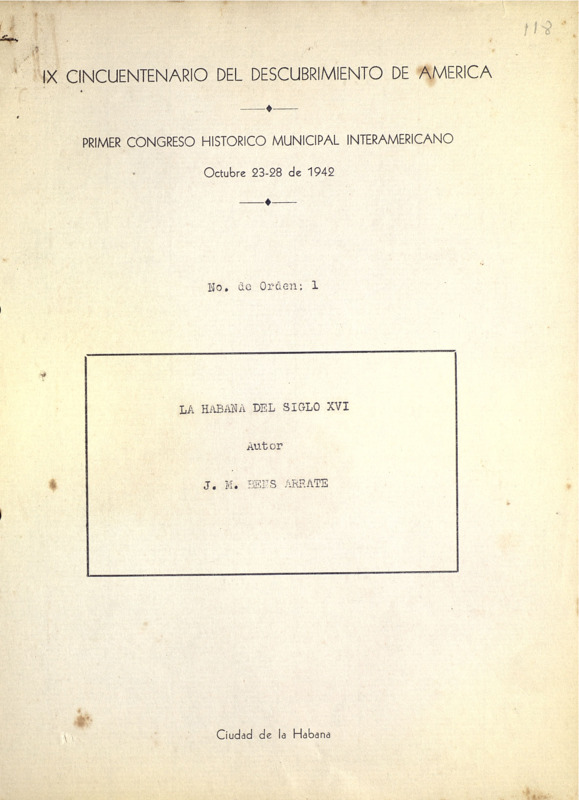 118
IX CINCUENTENARIO DEL DESCUBRIMIENTO DE AMERICA
PRIMER CONGRESO HISTORICO MUNICIPAL INTERAMERICANO
Octubre 23-28 de 1942
No. de Orden: 1
LA HABANA DEL SIGLO XVI
Autor
J. M. BENS ARRATE
Ciudad de la Habana